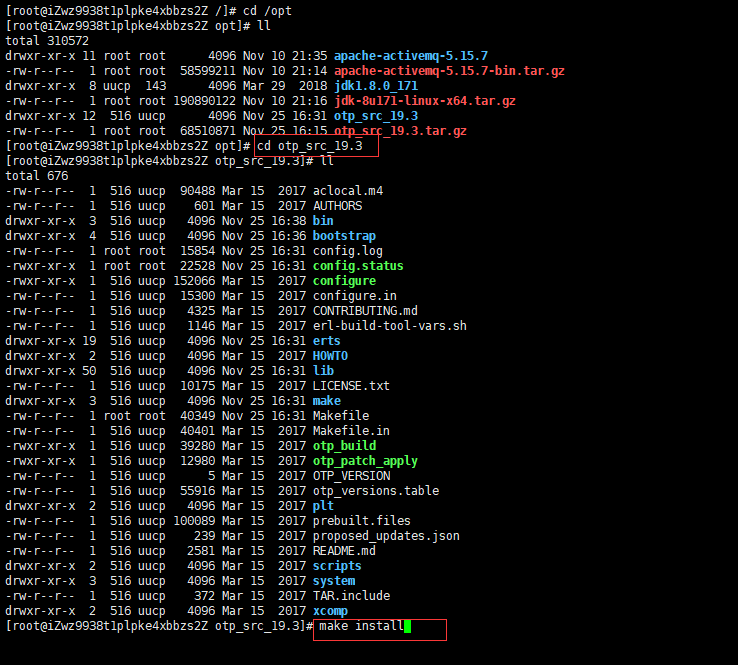 [root@iZwz9938t1plpke4xbbzs2Z /]# cd /opt
[root@iZwz9938t1plpke4xbbzs2Z opt]# ll
total 310572
drwxr-xr-x 11 root root      4096 Nov 10 21:35 apache-activemq-5.15.7
-rw-r--r--  1 root root  58599211 Nov 10 21:14 apache-activemq-5.15.7-bin.tar.gz
drwxr-xr-x  8 uucp  143      4096 Mar 29  2018 jdk1.8.0_171
-rw-r--r--  1 root root 190890122 Nov 10 21:16 jdk-8u171-linux-x64.tar.gz
drwxr-xr-x 12  516 uucp      4096 Nov 25 16:31 otp_src_19.3
-rw-r--r--  1 root root  68510871 Nov 25 16:15 otp_src_19.3.tar.gz
[root@iZwz9938t1plpke4xbbzs2Z opt]# cd otp_src_19.3
[root@iZwz9938t1plpke4xbbzs2Z otp_src_19.3]# ll
total 676
-rw-r--r--  1  516 uucp  90488 Mar 15  2017 aclocal.m4
-rw-r--r--  1  516 uucp    601 Mar 15  2017 AUTHORS
drwxr-xr-x  3  516 uucp   4096 Nov 25 16:38 bin
drwxr-xr-x  4  516 uucp   4096 Nov 25 16:36 bootstrap
-rw-r--r--  1 root root  15854 Nov 25 16:31 config.log
-rwxr-xr-x  1 root root  22528 Nov 25 16:31 config.status
-rwxr-xr-x  1  516 uucp 152066 Mar 15  2017 configure
-rw-r--r--  1  516 uucp  15300 Mar 15  2017 configure.in
-rw-r--r--  1  516 uucp   4325 Mar 15  2017 CONTRIBUTING.md
-rw-r--r--  1  516 uucp   1146 Mar 15  2017 erl-build-tool-vars.sh
drwxr-xr-x 19  516 uucp   4096 Nov 25 16:31 erts
drwxr-xr-x  2  516 uucp   4096 Mar 15  2017 HOWTO
drwxr-xr-x 50  516 uucp   4096 Nov 25 16:31 lib
-rw-r--r--  1  516 uucp  10175 Mar 15  2017 LICENSE.txt
drwxr-xr-x  3  516 uucp   4096 Nov 25 16:31 make
-rw-r--r--  1 root root  40349 Nov 25 16:31 Makefile
-rw-r--r--  1  516 uucp  40401 Mar 15  2017 Makefile.in
-rwxr-xr-x  1  516 uucp  39280 Mar 15  2017 otp_build
-rwxr-xr-x  1  516 uucp  12980 Mar 15  2017 otp_patch_apply
-rw-r--r--  1  516 uucp      5 Mar 15  2017 OTP_VERSION
-rw-r--r--  1  516 uucp  55916 Mar 15  2017 otp_versions.table
drwxr-xr-x  2  516 uucp   4096 Mar 15  2017 plt
-rw-r--r--  1  516 uucp 100089 Mar 15  2017 prebuilt.files
-rw-r--r--  1  516 uucp    239 Mar 15  2017 proposed_updates.json
-rw-r--r--  1  516 uucp   2581 Mar 15  2017 README.md
drwxr-xr-x  2  516 uucp   4096 Mar 15  2017 scripts
drwxr-xr-x  3  516 uucp   4096 Mar 15  2017 system
-rw-r--r--  1  516 uucp    372 Mar 15  2017 TAR.include
drwxr-xr-x  2  516 uucp   4096 Mar 15  2017 xcomp
[root@iZwz9938t1plpke4xbbzs2Z otp_src_19.3]# make install